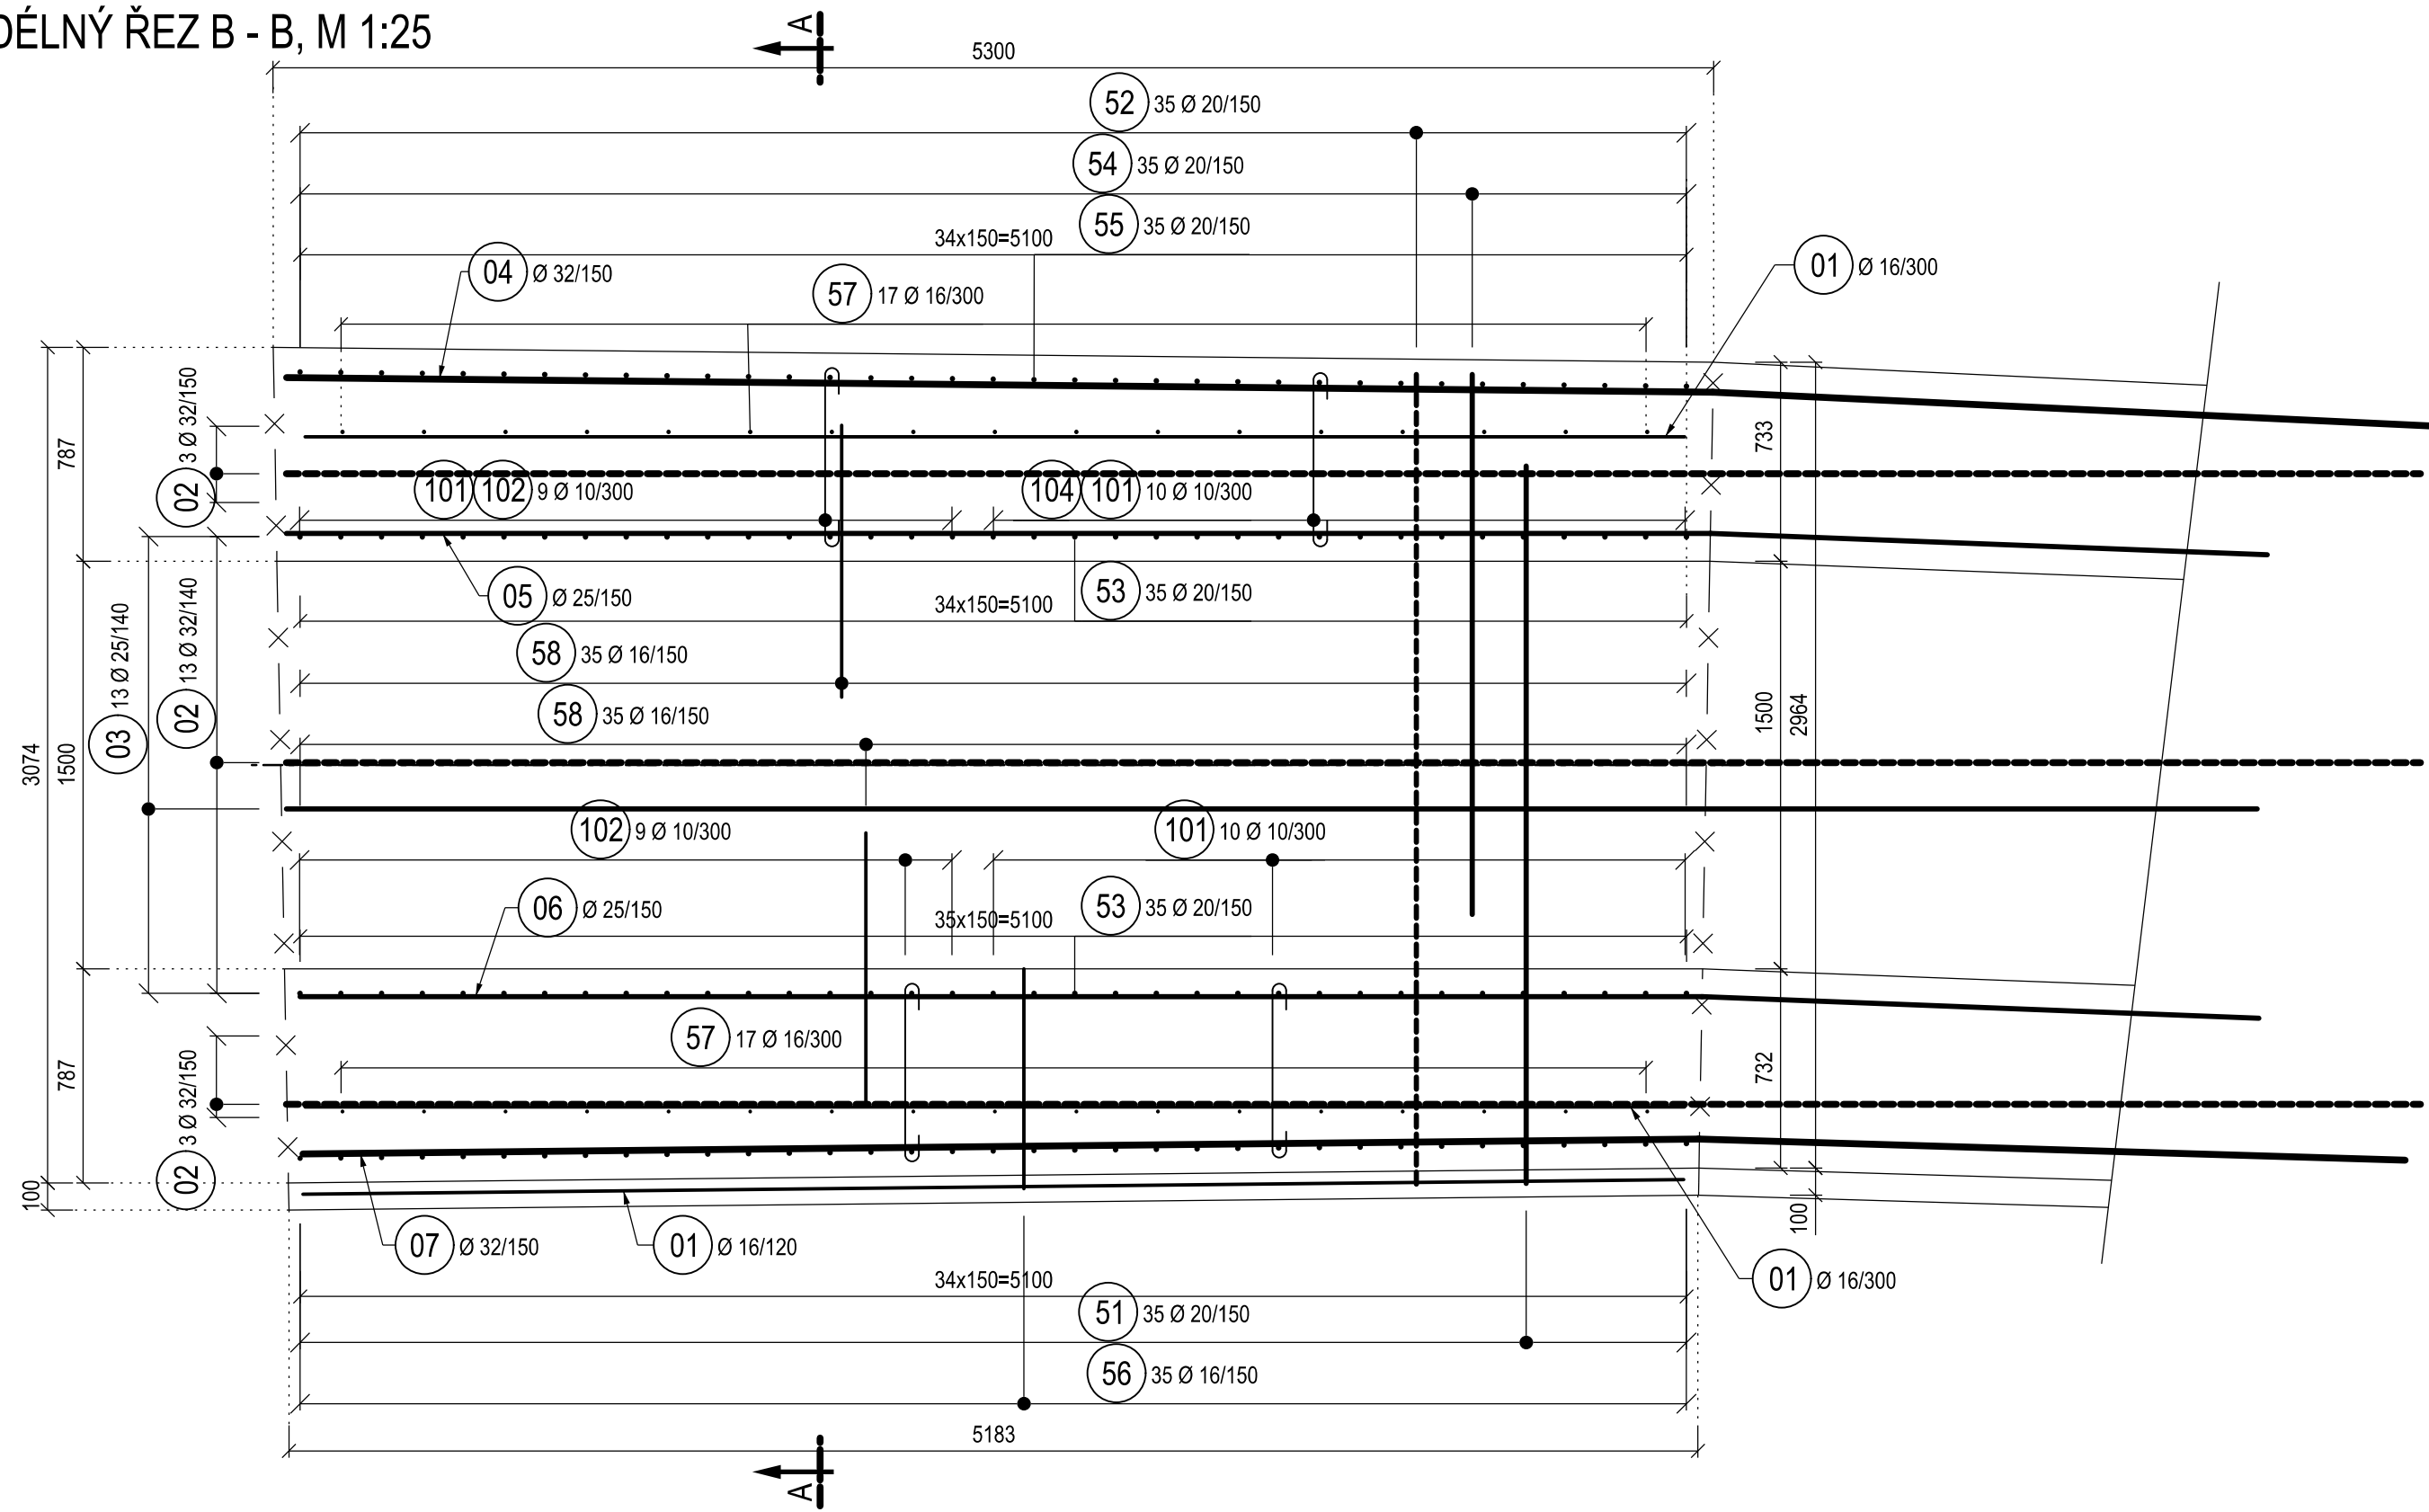 DÉLNÝ ŘEZ B - B, M 1:25
A
5300
52 35 Ø 20/150
54 35 Ø 20/150
55 35 Ø 20/150
34x150=5100
04 Ø 32/150
01 Ø 16/300
57 17 Ø 16/300
3 Ø 32/150
02
787
733
101 102 9 Ø 10/300
104 101 10 Ø 10/300
05 Ø 25/150
53 35 Ø 20/150
34x150=5100
13 Ø 25/140
03
13 Ø 32/140
02
58 35 Ø 16/150
58 35 Ø 16/150
3074
1500
1500
2964
102 9 Ø 10/300
101 10 Ø 10/300
06 Ø 25/150
35x150=5100
53 35 Ø 20/150
57 17 Ø 16/300
787
3 Ø 32/150
02
732
100
100
07 Ø 32/150
01 Ø 16/120
01 Ø 16/300
34x150=5100
51 35 Ø 20/150
56 35 Ø 16/150
5183
A